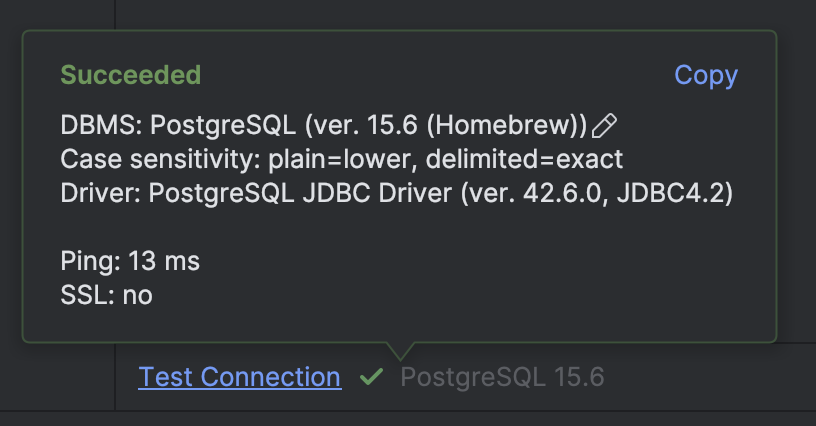 Succeeded
Copy
DBMS: PostgreSQL (ver. 15.6 (Homebrew))
Case sensitivity: plain=lower, delimited=exact
Driver: PostgreSQL JDBC Driver (ver. 42.6.0, JDBC4.2)
Ping: 13 ms
SSL: no
Test Connection
PostgreSQL 15.6